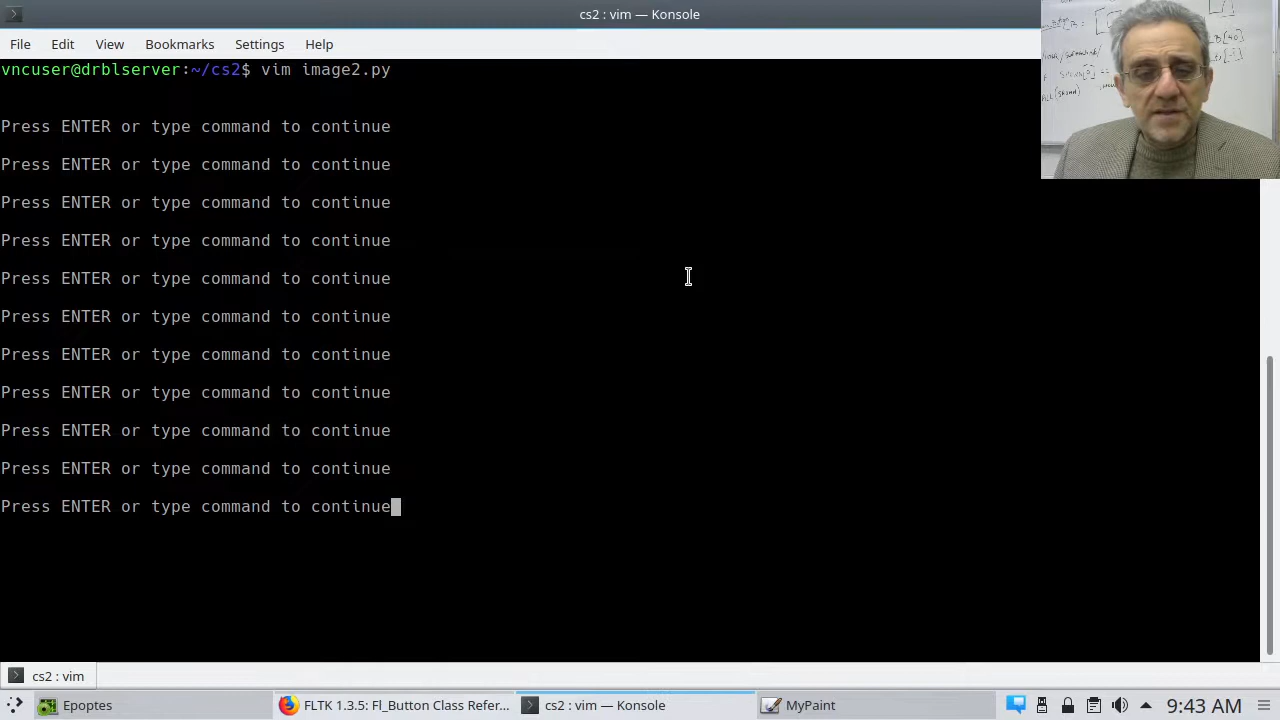 cs2 : vim — Konsole
File Edit View Bookmarks Settings Help
vncuser@drblserver:~/cs2$ vim image2.py
Press ENTER or type command to continue
Press ENTER or type command to continue
Press ENTER or type command to continue
Press ENTER or type command to continue
Press ENTER or type command to continue
Press ENTER or type command to continue
Press ENTER or type command to continue
Press ENTER or type command to continue
Press ENTER or type command to continue
Press ENTER or type command to continue
Press ENTER or type command to continue
cs2 : vim
Epoptes FLTK 1.3.5: Fl_Button Class Refer... cs2 : vim — Konsole MyPaint 9:43 AM